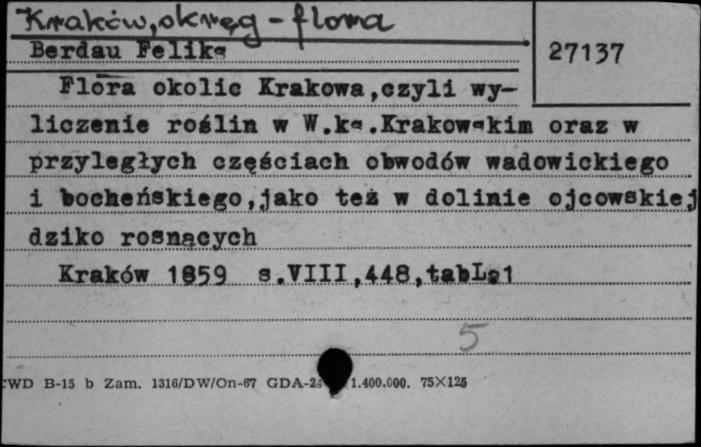 Kraków, okręg - flora
Berdau Feliks
27137
Flora okolic Krakowa,czyli wy-
liczenie roślin w W.ks.Krakowskim oraz w
przyległych częściach obwodów wadowickiego
i bocheńskiego,jako też w dolinie ojcowskiej
dziko rosnących
Kraków 1859 s.VIII,448,tabl.1
5
CWD B-15 b Zam. 1316/DW/On-67 GDA-24 1.400.000. 75X125